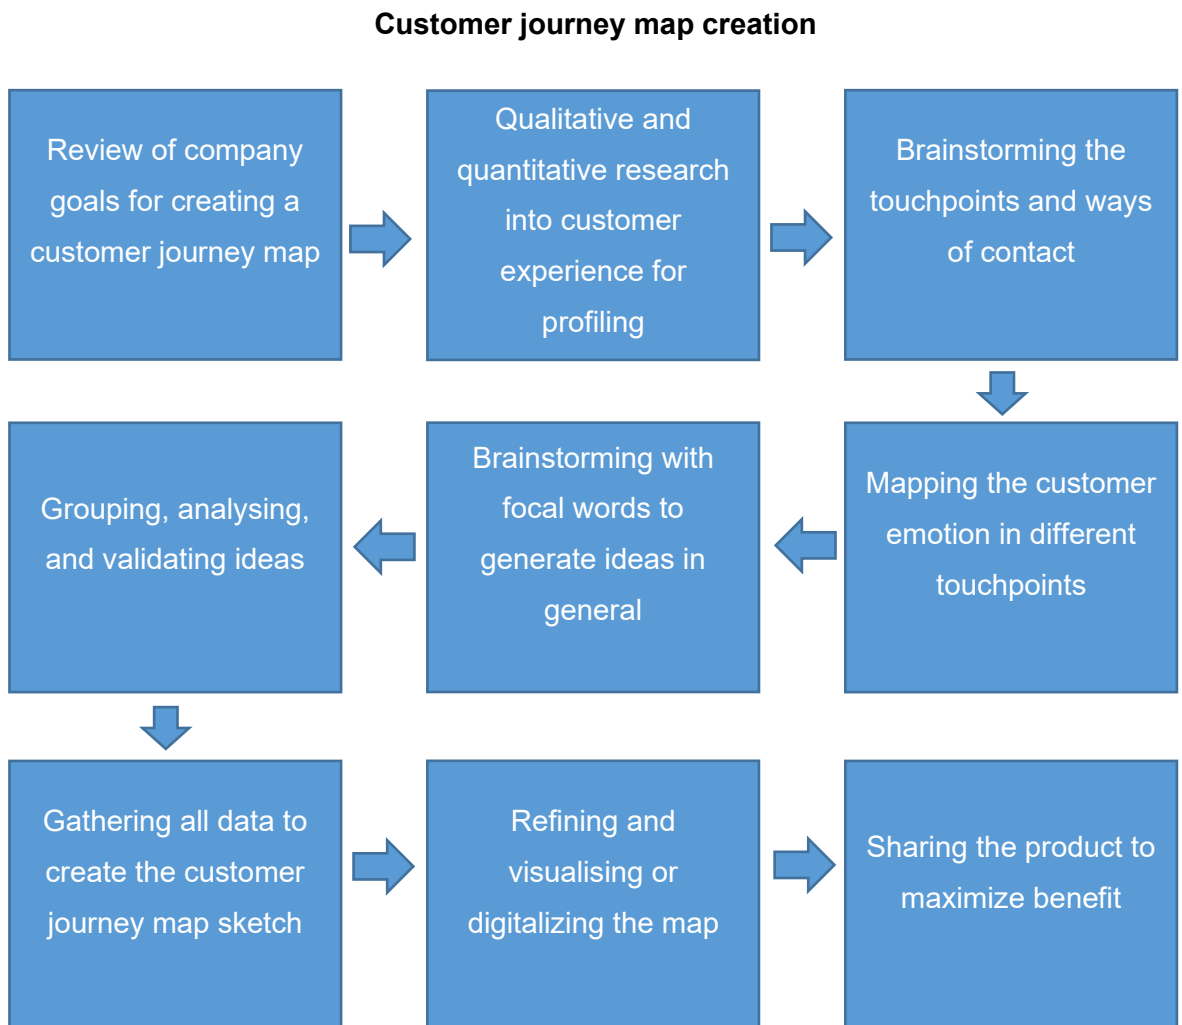 Customer journey map creation
Review of company
goals for creating a
customer journey map
Qualitative and
quantitative research
into customer
experience for
profiling
Brainstorming the
touchpoints and ways
of contact
Mapping the customer
emotion in different
touchpoints
Brainstorming with
focal words to
generate ideas in
general
Grouping, analysing,
and validating ideas
Gathering all data to
create the customer
journey map sketch
Refining and
visualising or
digitalizing the map
Sharing the product to
maximize benefit